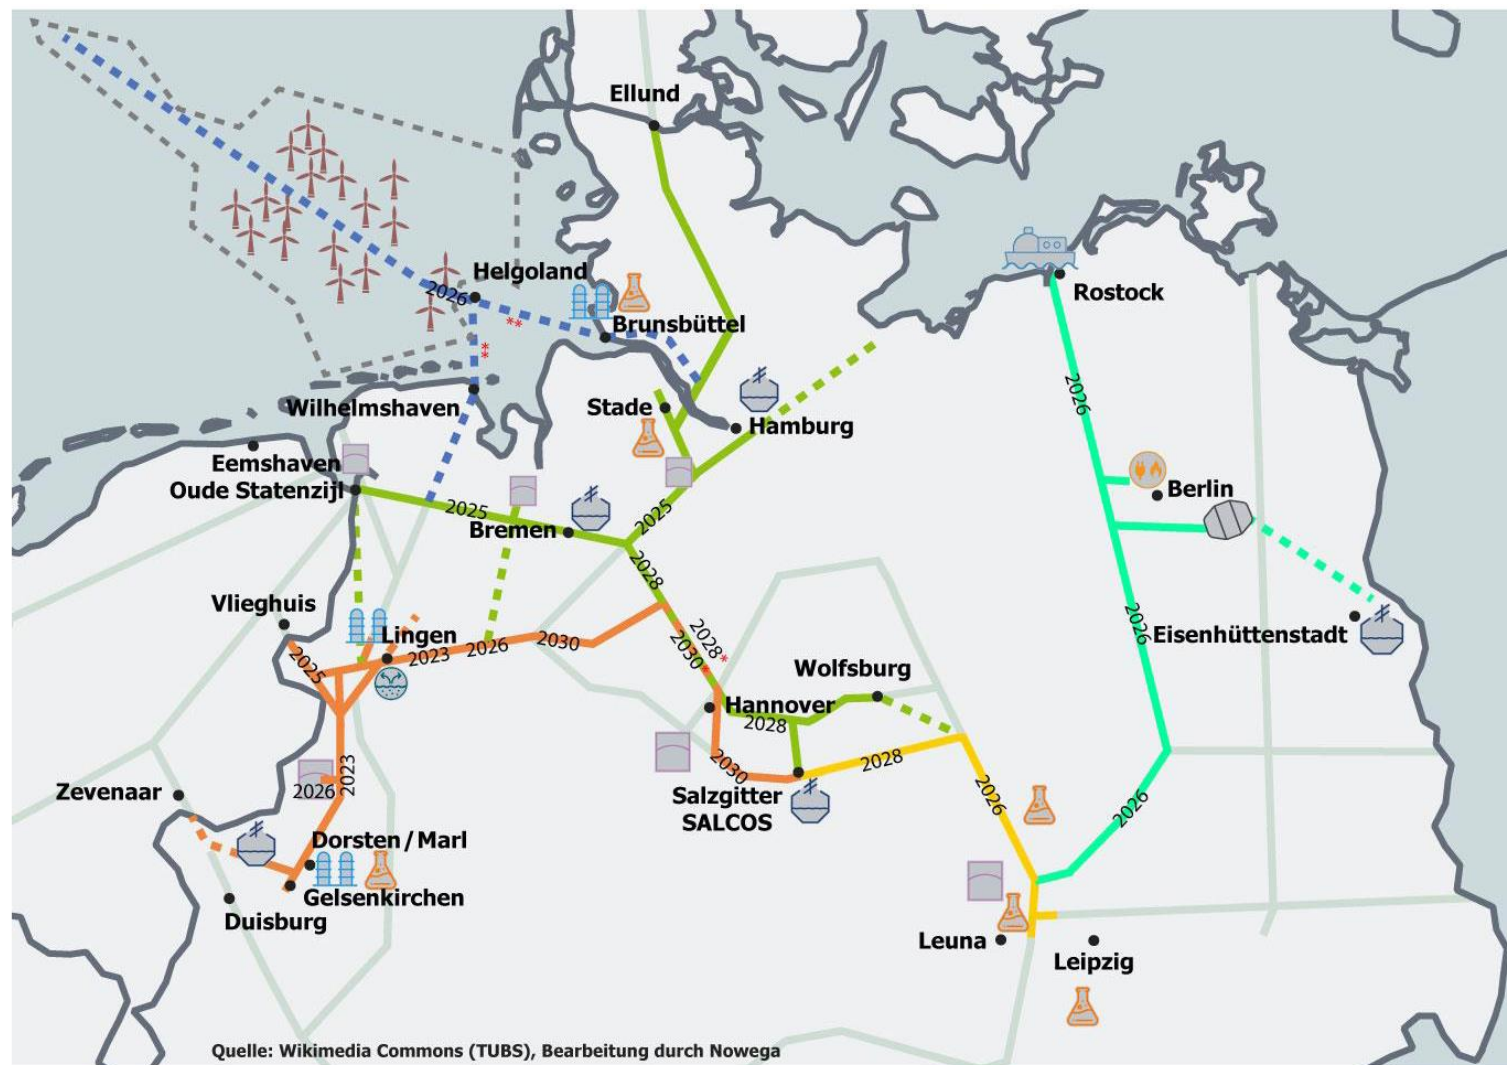 Ellund
Helgoland
2026
**
Brunsbüttel
Rostock
**
Wilhelmshaven
Stade
Hamburg
2026
Eemshaven
Oude Statenzijl
Berlin
2025
Bremen
2025
2028
Vlieghuis
Lingen
2023
2026
2030
2025
2028*
2030*
2026
Eisenhüttenstadt
Wolfsburg
Hannover
2028
2030
2028
2023
2026
Zevenaar
Salzgitter
SALCOS
2026
2026
Dorsten / Marl
Gelsenkirchen
Duisburg
Leuna
Leipzig
Quelle: Wikimedia Commons (TUBS), Bearbeitung durch Nowega